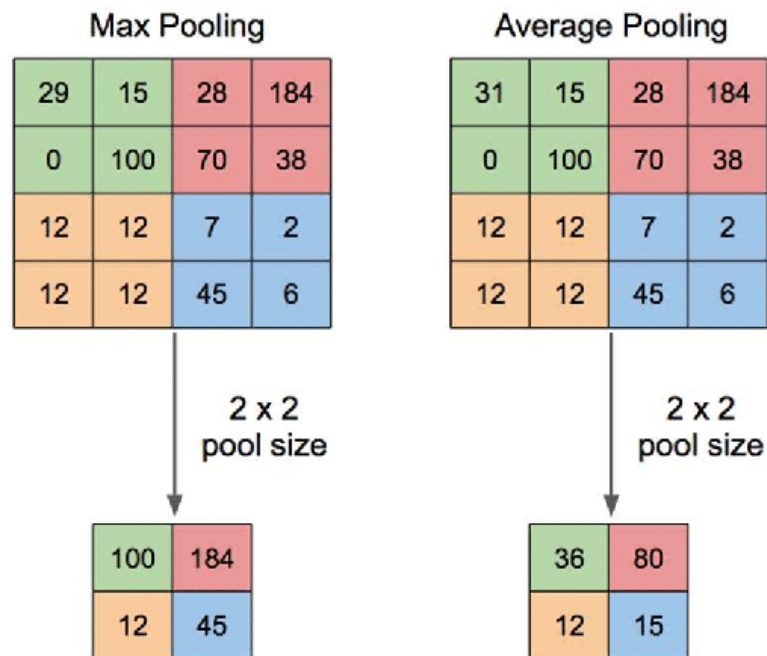 Max Pooling
29 15 28 184
0 100 70 38
12 12 7 2
12 12 45 6
2 x 2
pool size
100 184
12 45
Average Pooling
31 15 28 184
0 100 70 38
12 12 7 2
12 12 45 6
2 x 2
pool size
36 80
12 15